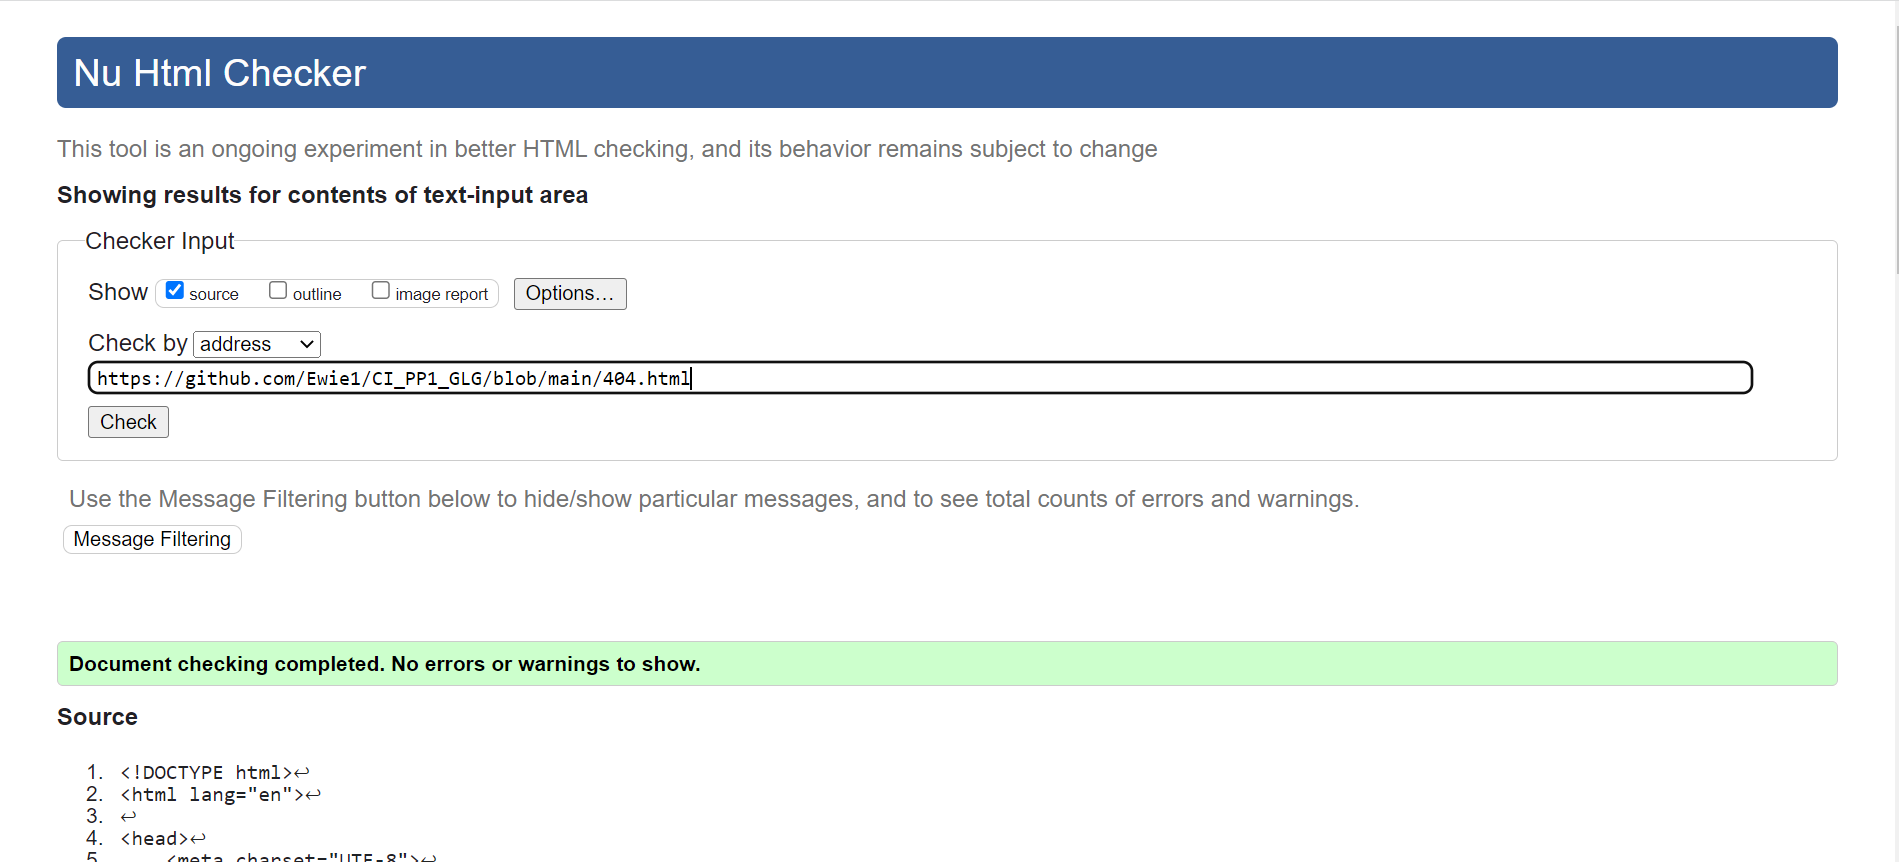 Nu Html Checker
This tool is an ongoing experiment in better HTML checking, and its behavior remains subject to change
Showing results for contents of text-input area
Checker Input
Show source outline image report Options...
Check by address
https://github.com/Ewie1/CI_PP1_GLG/blob/main/404.html
Check
Use the Message Filtering button below to hide/show particular messages, and to see total counts of errors and warnings.
Message Filtering
Document checking completed. No errors or warnings to show.
Source
1. <!DOCTYPE html>↩
2. <html lang="en">↩
3. ↩
4. <head>↩
5. <meta charset="UTF-8">↩